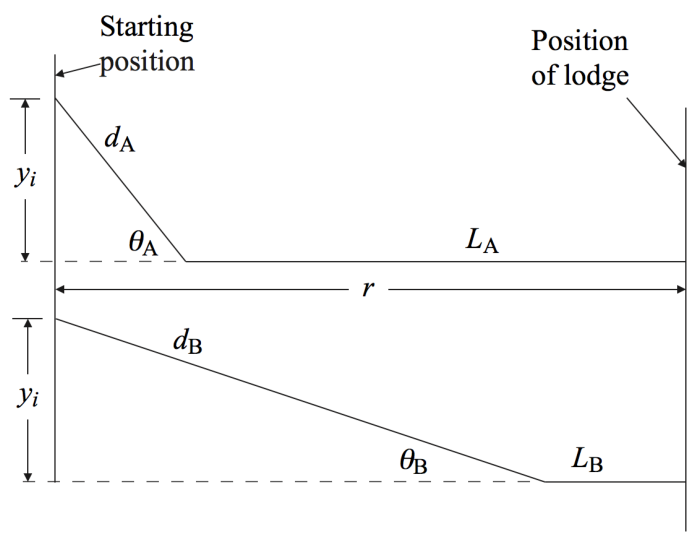 Starting
position
Position
of lodge
d_A
y_i
θ_A
L_A
r
d_B
y_i
θ_B
L_B